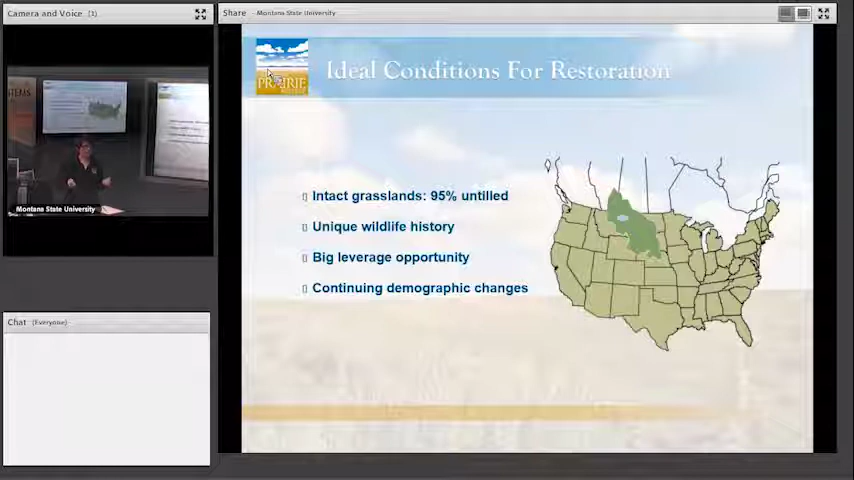 Camera and Voice (1)
Share - Montana State University
PRAIRIE
Ideal Conditions For Restoration
Intact grasslands: 95% untilled
Unique wildlife history
Big leverage opportunity
Continuing demographic changes
Montana State University
Chat (Everyone)